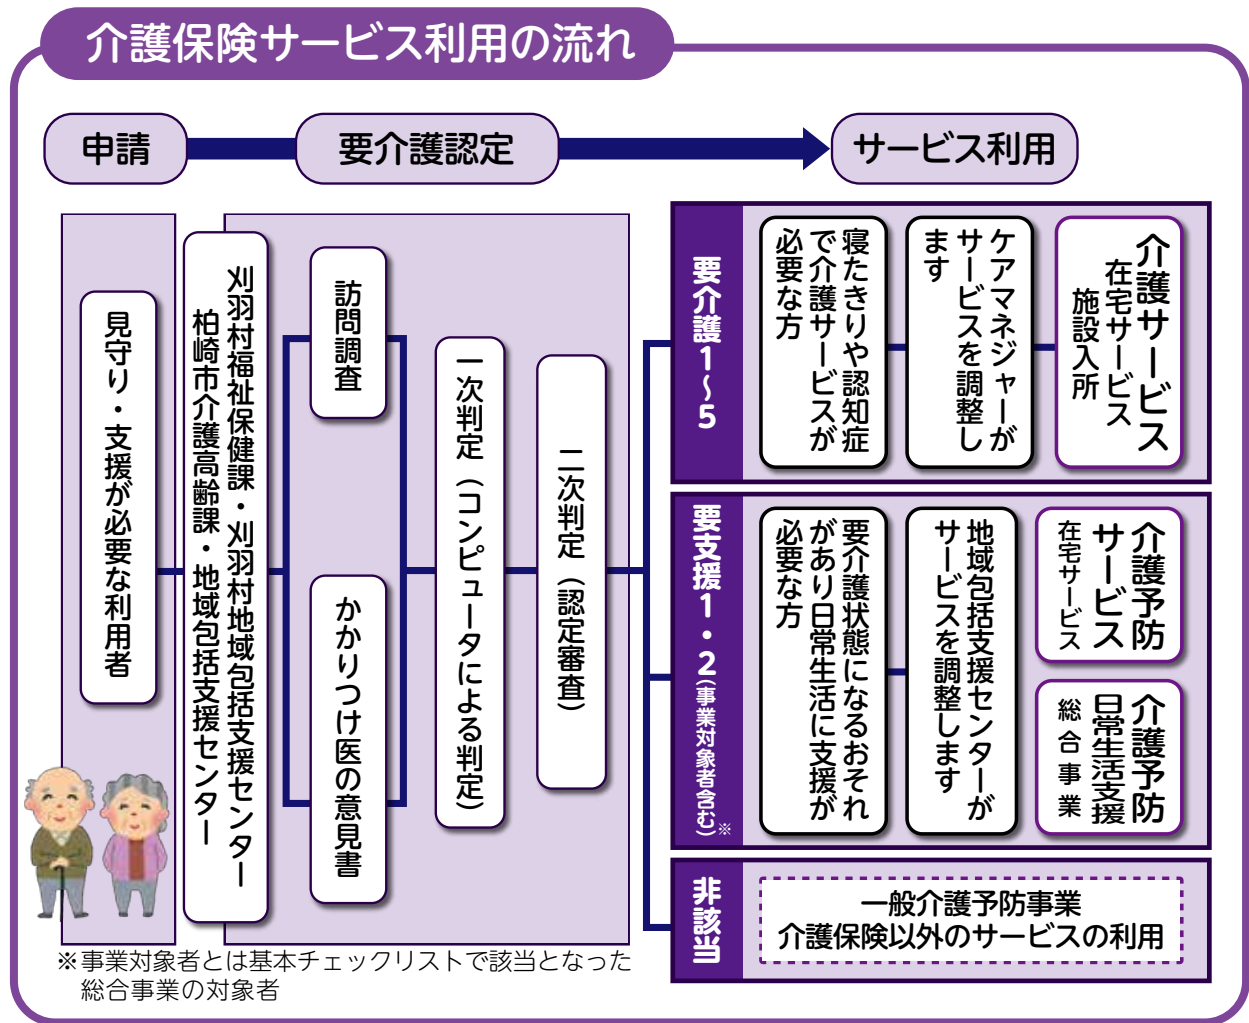 介護保険サービス利用の流れ
申請
要介護認定
サービス利用
見守り・支援が必要な利用者
刈羽村福祉保健課・刈羽村地域包括支援センター
柏崎市介護高齢課・地域包括支援センター
訪問調査
かかりつけ医の意見書
一次判定（コンピュータによる判定）
二次判定（認定審査）
要介護1～5
寝たきりや認知症
で介護サービスが
必要な方
ケアマネジャーが
サービスを調整し
ます
介護サービス
在宅サービス
施設入所
要支援1・2（事業対象者含む）※
要介護状態になるおそれ
があり日常生活に支援が
必要な方
地域包括支援センターが
サービスを調整します
介護予防
サービス
在宅サービス
介護予防
日常生活支援
総合事業
非該当
一般介護予防事業
介護保険以外のサービスの利用
※事業対象者とは基本チェックリストで該当となった
総合事業の対象者